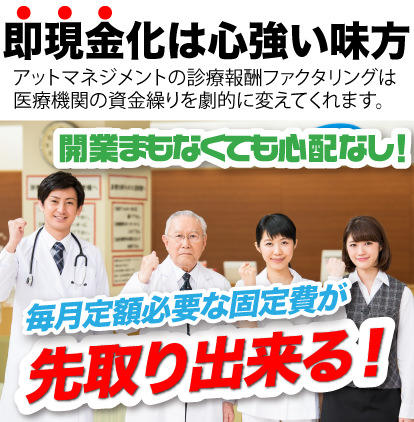 即現金化は心強い味方
アットマネジメントの診療報酬ファクタリングは
医療機関の資金繰りを劇的に変えてくれます。
開業まもなくても心配なし!
毎月定額必要な固定費が
先取り出来る!